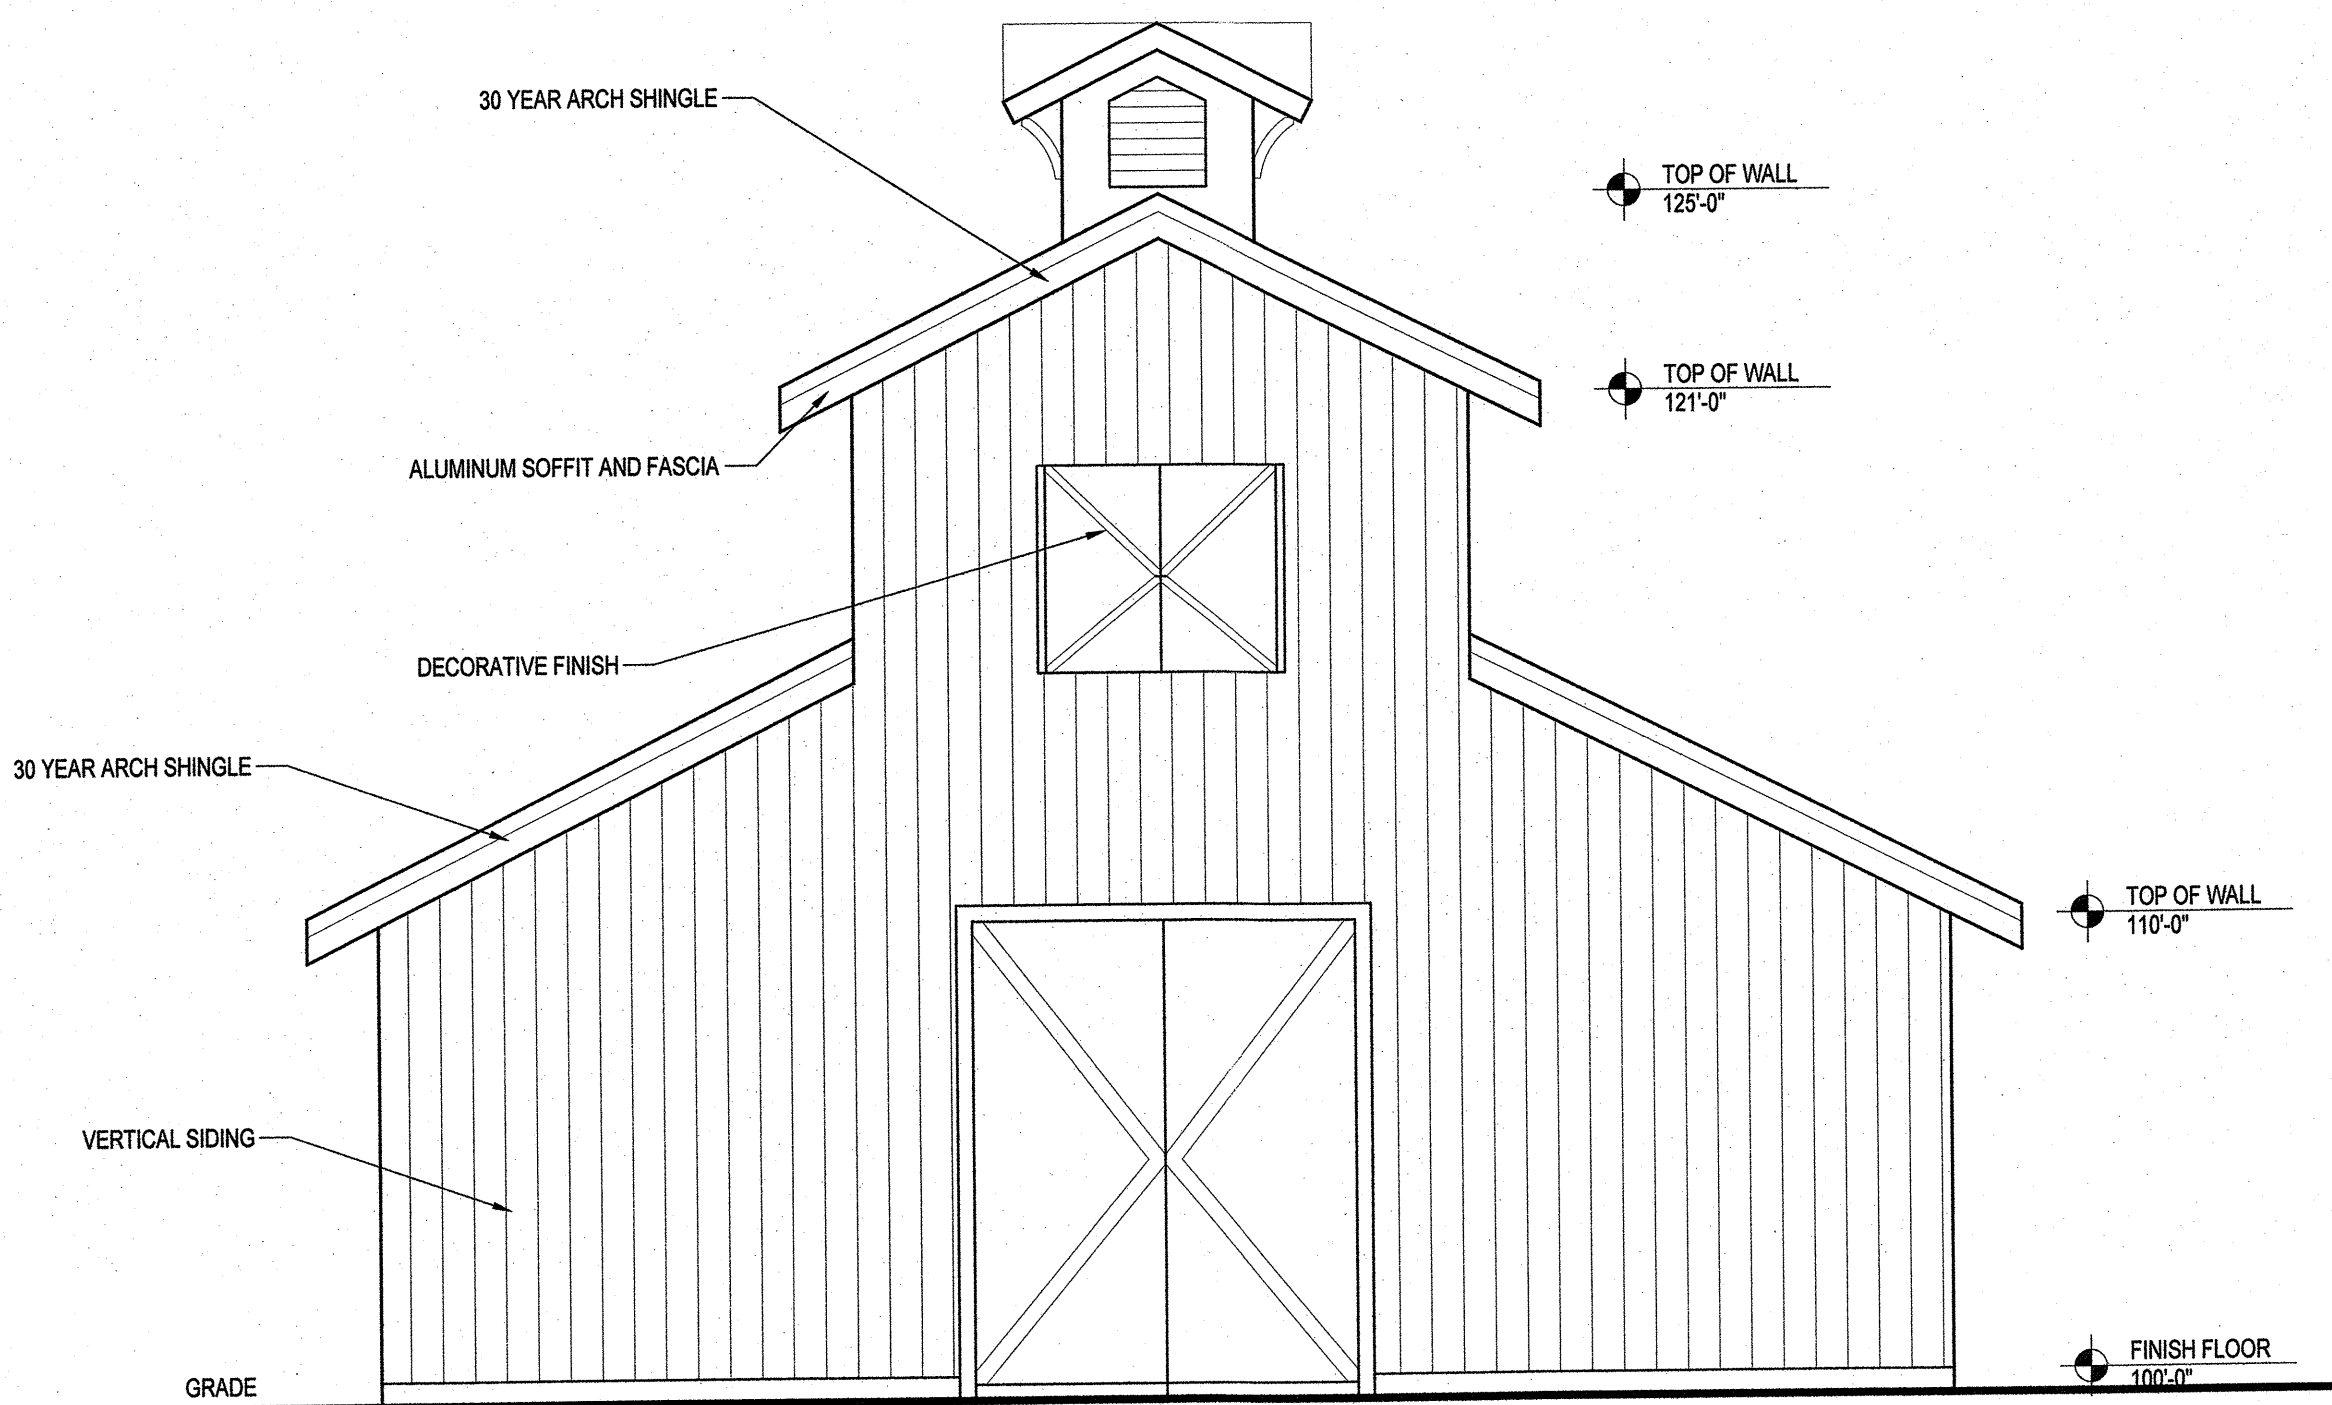 30 YEAR ARCH SHINGLE
TOP OF WALL
125'-0"
TOP OF WALL
121'-0"
ALUMINUM SOFFIT AND FASCIA
DECORATIVE FINISH
30 YEAR ARCH SHINGLE
TOP OF WALL
110'-0"
VERTICAL SIDING
FINISH FLOOR
100'-0"
GRADE